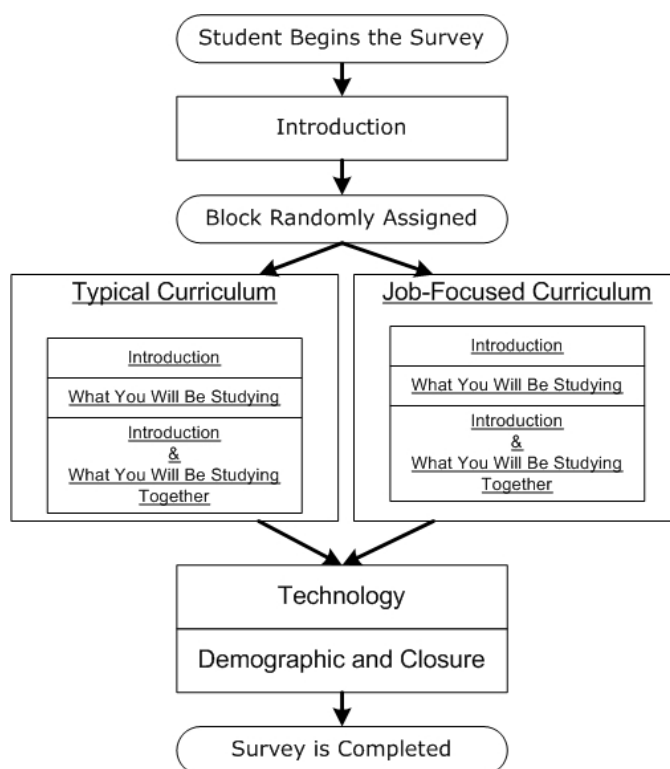 Student Begins the Survey
Introduction
Block Randomly Assigned
Typical Curriculum
Introduction
What You Will Be Studying
Introduction
&
What You Will Be Studying
Together
Job-Focused Curriculum
Introduction
What You Will Be Studying
Introduction
&
What You Will Be Studying
Together
Technology
Demographic and Closure
Survey is Completed